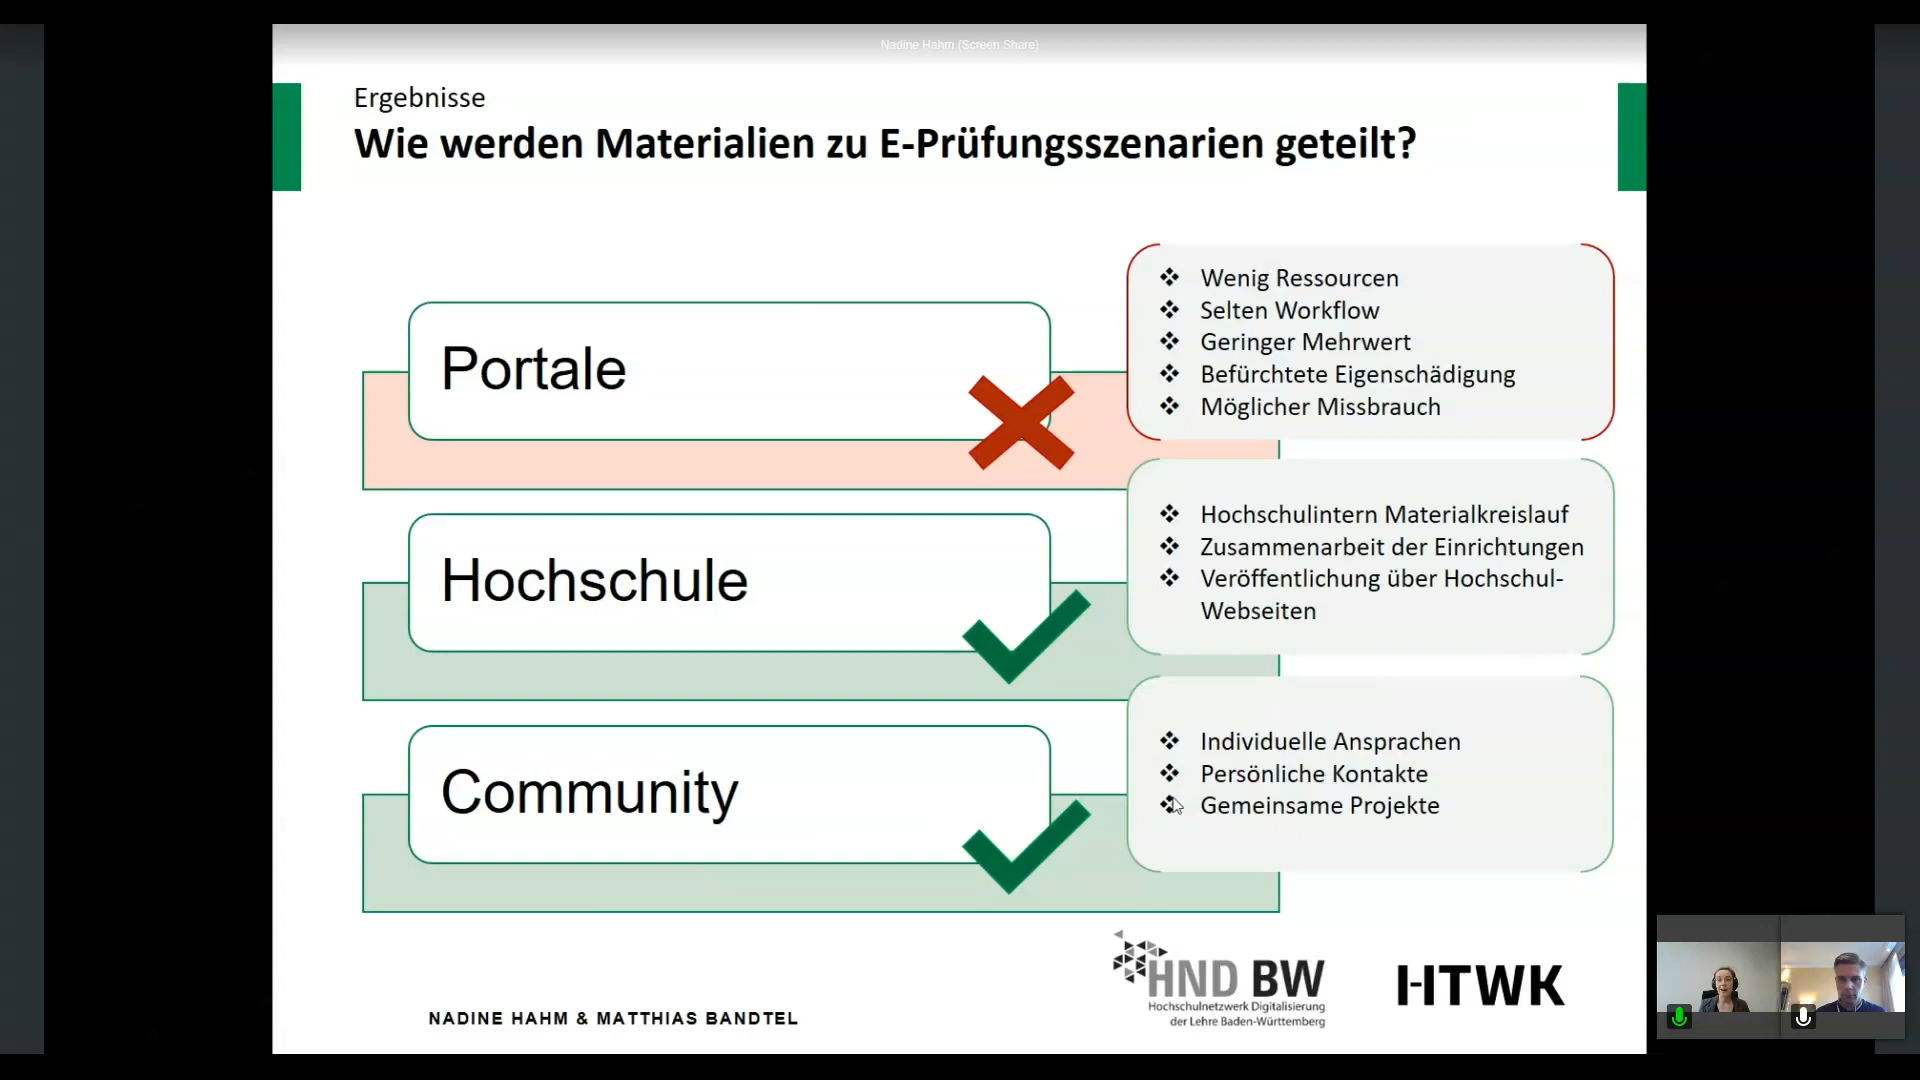 Nadine Hahm (Screen Share)
Ergebnisse
Wie werden Materialien zu E-Prüfungsszenarien geteilt?
Portale
Wenig Ressourcen
Selten Workflow
Geringer Mehrwert
Befürchtete Eigenschädigung
Möglicher Missbrauch
Hochschule
Hochschulintern Materialkreislauf
Zusammenarbeit der Einrichtungen
Veröffentlichung über Hochschul-
Webseiten
Community
Individuelle Ansprachen
Persönliche Kontakte
Gemeinsame Projekte
NADINE HAHM & MATTHIAS BANDTEL
HND BW
Hochschulnetzwerk Digitalisierung
der Lehre Baden-Württemberg
HTWK